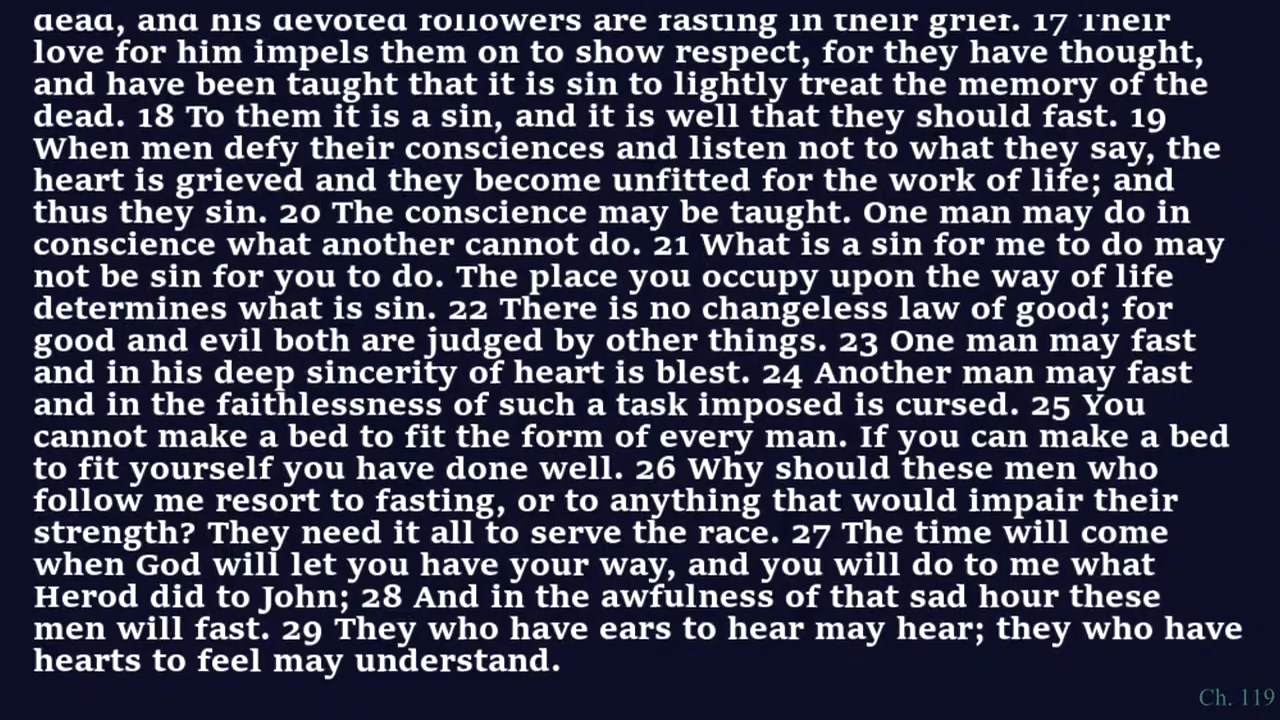 dead, and his devoted followers are fasting in their grief. 17 Their
love for him impels them on to show respect, for they have thought,
and have been taught that it is sin to lightly treat the memory of the
dead. 18 To them it is a sin, and it is well that they should fast. 19
When men defy their consciences and listen not to what they say, the
heart is grieved and they become unfitted for the work of life; and
thus they sin. 20 The conscience may be taught. One man may do in
conscience what another cannot do. 21 What is a sin for me to do may
not be sin for you to do. The place you occupy upon the way of life
determines what is sin. 22 There is no changeless law of good; for
good and evil both are judged by other things. 23 One man may fast
and in his deep sincerity of heart is blest. 24 Another man may fast
and in the faithlessness of such a task imposed is cursed. 25 You
cannot make a bed to fit the form of every man. If you can make a bed
to fit yourself you have done well. 26 Why should these men who
follow me resort to fasting, or to anything that would impair their
strength? They need it all to serve the race. 27 The time will come
when God will let you have your way, and you will do to me what
Herod did to John; 28 And in the awfulness of that sad hour these
men will fast. 29 They who have ears to hear may hear; they who have
hearts to feel may understand.
Ch. 119